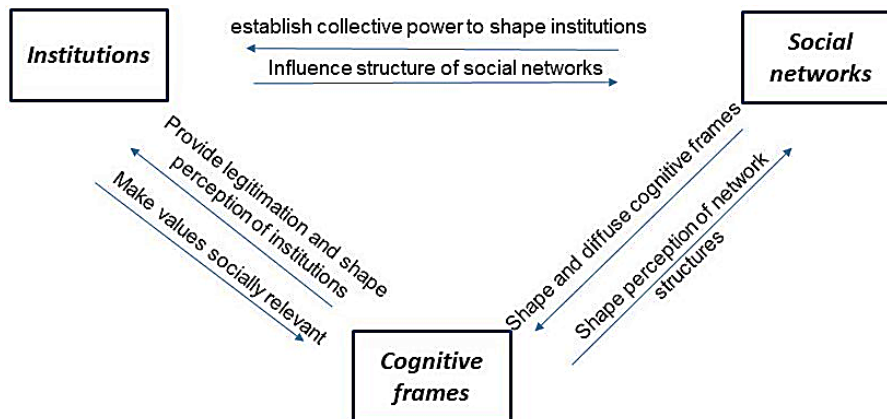 establish collective power to shape institutions
Institutions
Influence structure of social networks
Social
networks
Provide legitimation and shape
perception of institutions
Make values socially relevant
Shape and diffuse cognitive frames
Shape perception of network
structures
Cognitive
frames